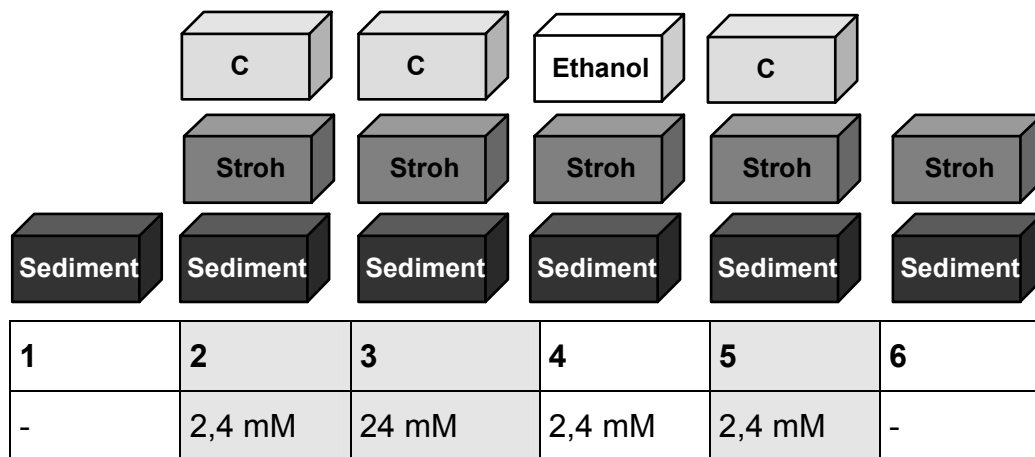 C C Ethanol C
Stroh Stroh Stroh Stroh Stroh
Sediment Sediment Sediment Sediment Sediment Sediment
1 2 3 4 5 6
- 2,4 mM 24 mM 2,4 mM 2,4 mM -